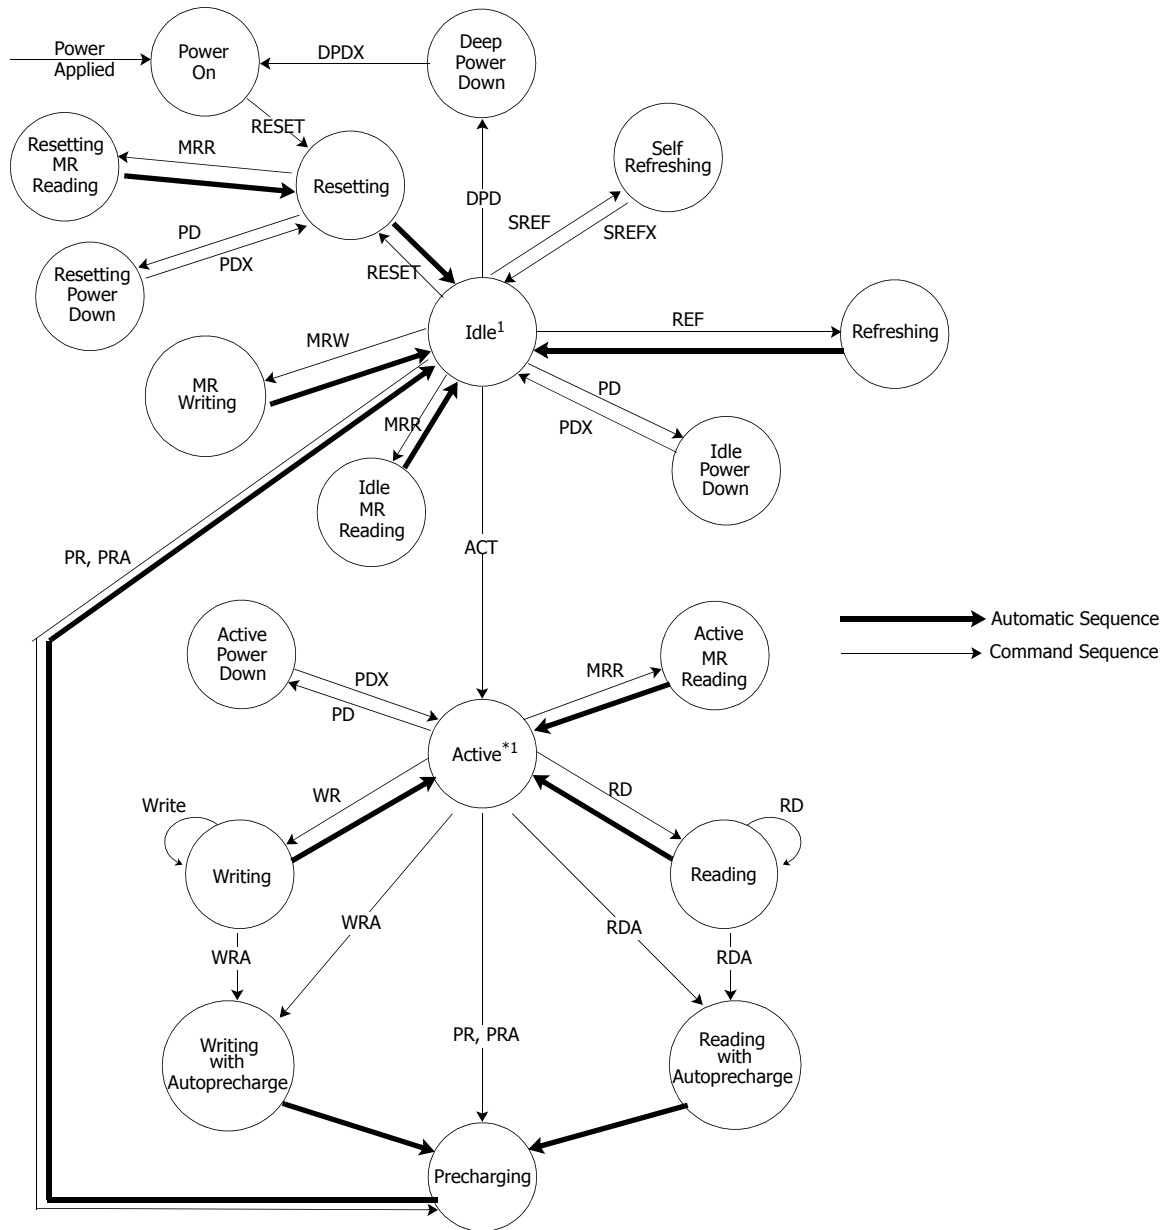 Power
Applied
Power
On
DPDX
Deep
Power
Down
RESET
Resetting
MR
Reading
MRR
Resetting
Self
Refreshing
DPD
SREF
SREFX
PD
PDX
Resetting
Power
Down
RESET
Idle1
REF
Refreshing
MRW
MR
Writing
MRR
PD
PDX
Idle
Power
Down
Idle
MR
Reading
PR, PRA
ACT
Automatic Sequence
Command Sequence
Active
Power
Down
PDX
PD
MRR
Active
MR
Reading
Active*1
WR
RD
Write
RD
Writing
Reading
WRA
WRA
RDA
RDA
Writing
with
Autoprecharge
PR, PRA
Reading
with
Autoprecharge
Precharging